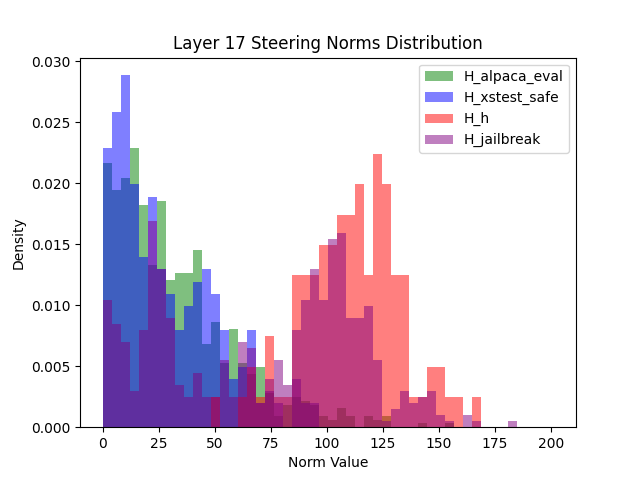 Layer 17 Steering Norms Distribution
H_alpaca_eval
H_xstest_safe
H_h
H_jailbreak
0.030
0.025
0.020
0.015
0.010
0.005
0.000
Density
0
25
50
75
100
125
150
175
200
Norm Value